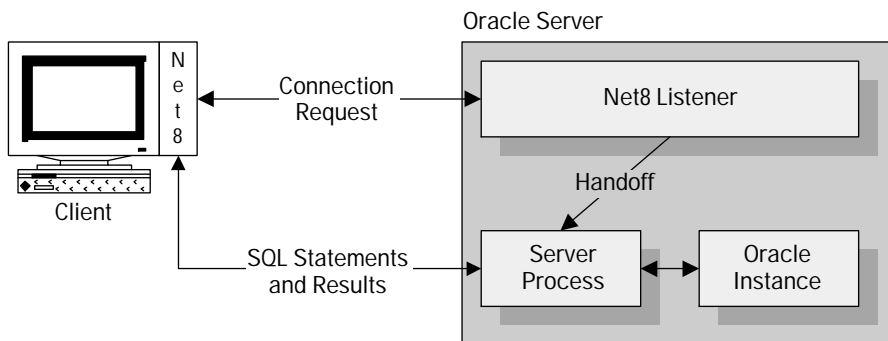 Oracle Server
N
e
t
8
Connection
Request
Net8 Listener
Handoff
Client
SQL Statements
and Results
Server
Process
Oracle
Instance